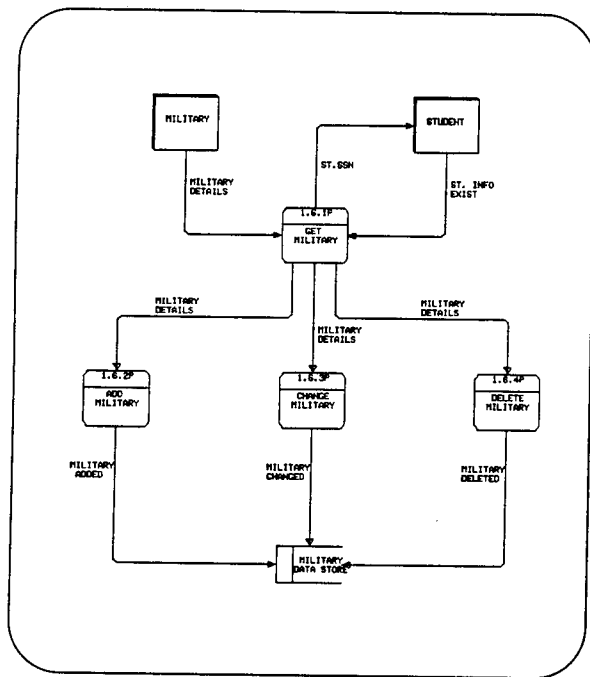 MILITARY
STUDENT
ST.SSN
MILITARY
DETAILS
ST. INFO
EXIST
1.6.1P
GET
MILITARY
MILITARY
DETAILS
MILITARY
DETAILS
MILITARY
DETAILS
1.6.2P
ADD
MILITARY
1.6.3P
CHANGE
MILITARY
1.6.4P
DELETE
MILITARY
MILITARY
ADDED
MILITARY
CHANGED
MILITARY
DELETED
MILITARY
DATA STORE